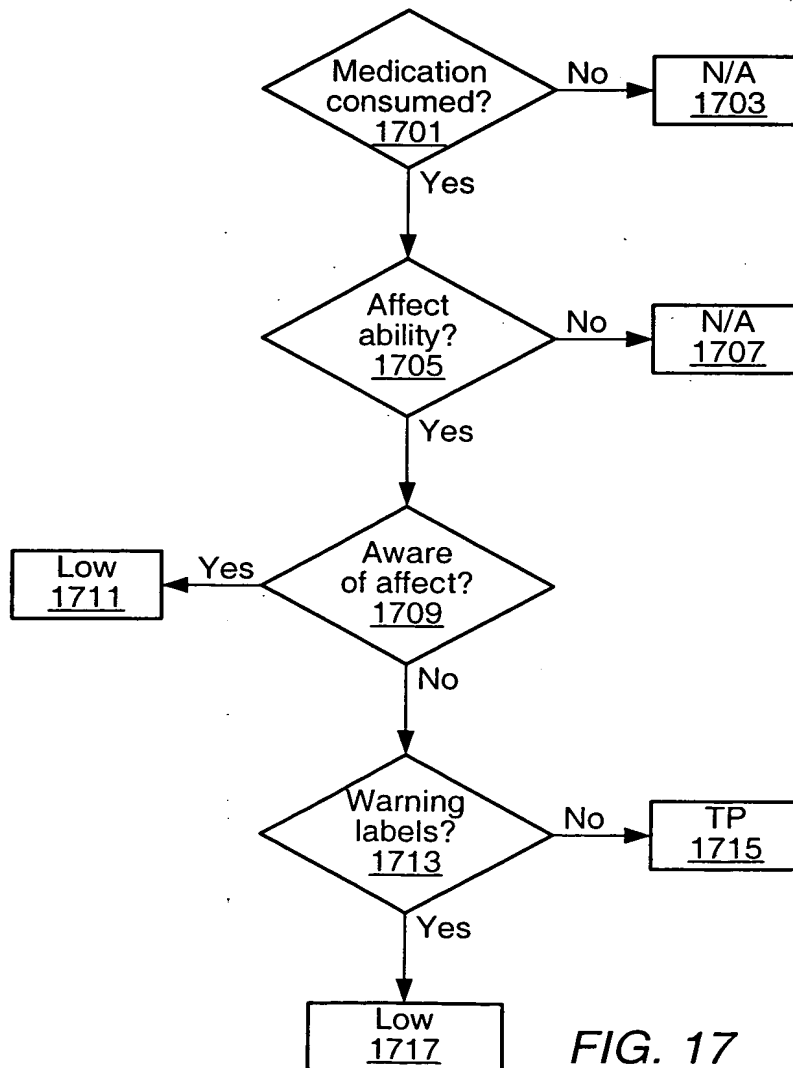 Medication
consumed?
1701
No
N/A
1703
Yes
Affect
ability?
1705
No
N/A
1707
Yes
Aware
of affect?
1709
Yes
Low
1711
No
Warning
labels?
1713
No
TP
1715
Yes
Low
1717
FIG. 17